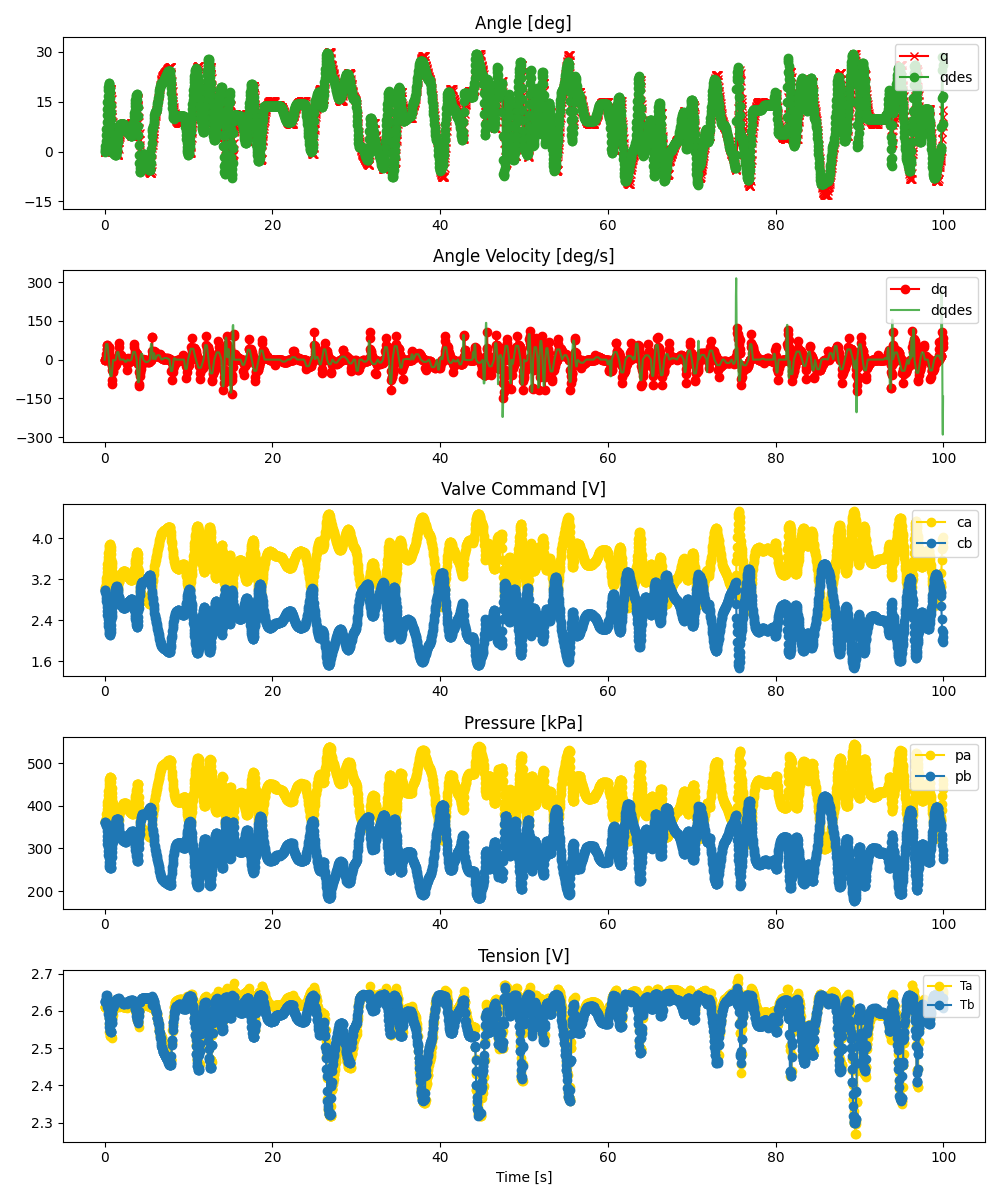 Angle [deg]
30
15
0
−15
q
qdes
0 20 40 60 80 100
Angle Velocity [deg/s]
300
150
0
−150
−300
dq
dqdes
0 20 40 60 80 100
Valve Command [V]
4.0
3.2
2.4
1.6
ca
cb
0 20 40 60 80 100
Pressure [kPa]
500
400
300
200
pa
pb
0 20 40 60 80 100
Tension [V]
2.7
2.6
2.5
2.4
2.3
Ta
Tb
0 20 40 60 80 100
Time [s]